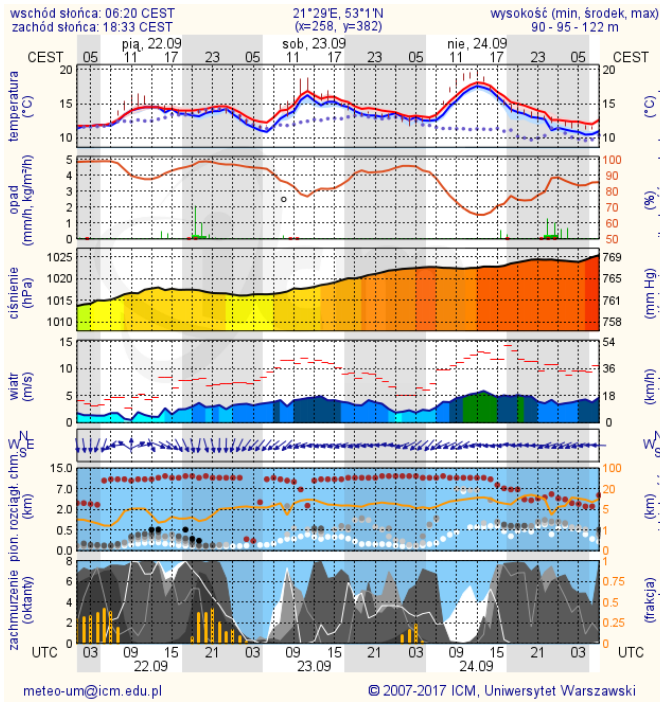 wschód słońca: 06:20 CEST 21°29'E, 53°1'N wysokość (min, środek, max)
zachód słońca: 18:33 CEST (x=258, y=382) 90 - 95 - 122 m
pią, 22.09 sob, 23.09 nie, 24.09
CEST 05 11 17 23 05 11 17 23 05 11 17 23 05 CEST
temperatura (°C) 20 15 10 20 15 10 (°C)
opad (mm/h, kg/m²/h) 5 4 3 2 1 0 100 90 80 70 60 50 (%)
ciśnienie (hPa) 1025 1020 1015 1010 769 765 761 758 (mm Hg)
wiatr (m/s) 15 10 5 0 54 36 18 0 (km/h)
N W E S N W E S
pion. rozciągł. chm. (km) 15.0 7.0 2.0 0.5 0.0 100 20 5 1 0 (km)
zachmurzenie (oktanty) 8 6 4 2 0 1 0.75 0.5 0.25 0 (frakcja)
UTC 03 09 15 21 03 09 15 21 03 09 15 21 03 UTC
22.09 23.09 24.09
meteo-um@icm.edu.pl © 2007-2017 ICM, Uniwersytet Warszawski